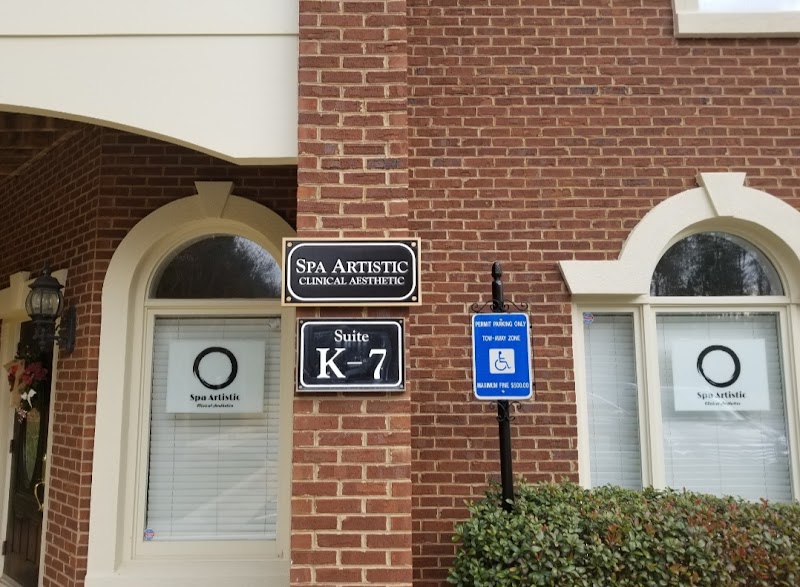 SPA ARTISTIC
CLINICAL AESTHETIC
Suite
K-7
PERMIT PARKING ONLY
TOW-AWAY ZONE
MAXIMUM FINE $500.00
Spa Artistic
Clinical Aesthetics
Spa Artistic
Clinical Aesthetics